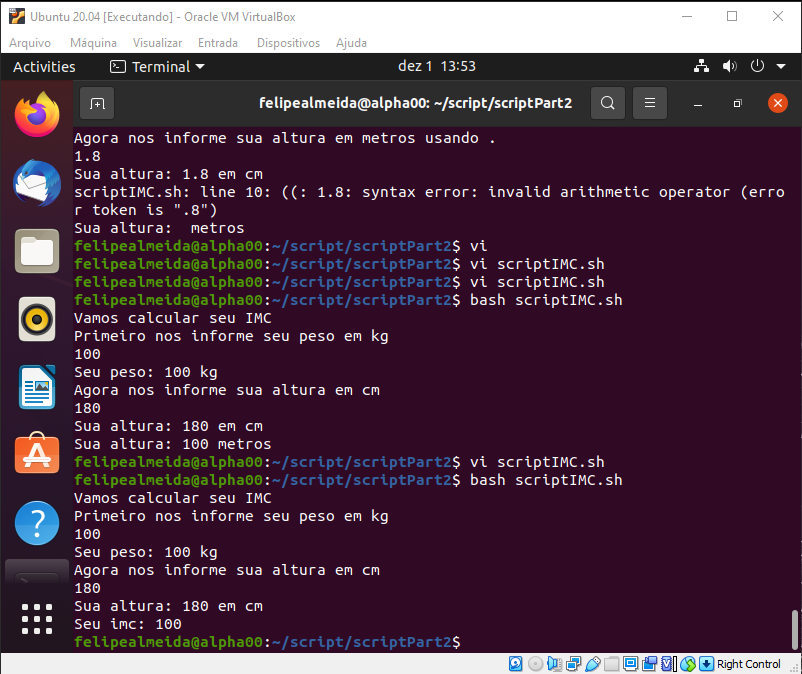 Ubuntu 20.04 [Executando] - Oracle VM VirtualBox
Arquivo Máquina Visualizar Entrada Dispositivos Ajuda
Activities Terminal dez 1 13:53
felipealmeida@alpha00: ~/script/scriptPart2
Agora nos informe sua altura em metros usando .
1.8
Sua altura: 1.8 em cm
scriptIMC.sh: line 10: ((: 1.8: syntax error: invalid arithmetic operator (erro
r token is ".8")
Sua altura:  metros
felipealmeida@alpha00:~/script/scriptPart2$ vi
felipealmeida@alpha00:~/script/scriptPart2$ vi scriptIMC.sh
felipealmeida@alpha00:~/script/scriptPart2$ vi scriptIMC.sh
felipealmeida@alpha00:~/script/scriptPart2$ bash scriptIMC.sh
Vamos calcular seu IMC
Primeiro nos informe seu peso em kg
100
Seu peso: 100 kg
Agora nos informe sua altura em cm
180
Sua altura: 180 em cm
Sua altura: 100 metros
felipealmeida@alpha00:~/script/scriptPart2$ vi scriptIMC.sh
felipealmeida@alpha00:~/script/scriptPart2$ bash scriptIMC.sh
Vamos calcular seu IMC
Primeiro nos informe seu peso em kg
100
Seu peso: 100 kg
Agora nos informe sua altura em cm
180
Sua altura: 180 em cm
Seu imc: 100
felipealmeida@alpha00:~/script/scriptPart2$
Right Control